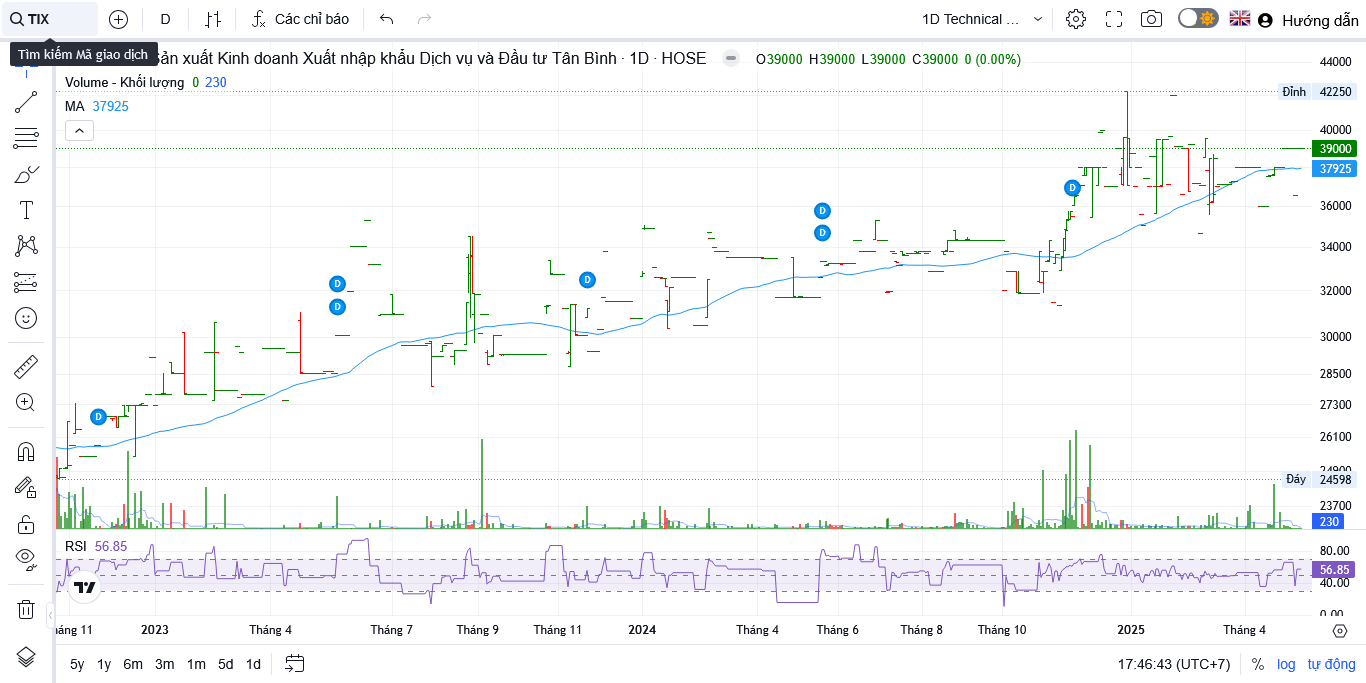 TIX
D
Các chỉ báo
1D Technical ...
Hướng dẫn
Tìm kiếm Mã giao dịch
Sản xuất Kinh doanh Xuất nhập khẩu Dịch vụ và Đầu tư Tân Bình · 1D · HOSE
O39000 H39000 L39000 C39000 0 (0.00%)
Volume - Khối lượng 0 230
MA 37925
44000
Đỉnh 42250
40000
39000
37925
36000
34000
32000
30000
28500
27300
26100
24900
Đáy 24598
23700
230
D
D
D
D
D
D
D
RSI 56.85
80.00
56.85
40.00
0.00
háng 11
2023
Tháng 4
Tháng 7
Tháng 9
Tháng 11
2024
Tháng 4
Tháng 6
Tháng 8
Tháng 10
2025
Tháng 4
5y 1y 6m 3m 1m 5d 1d
17:46:43 (UTC+7)
% log tự động